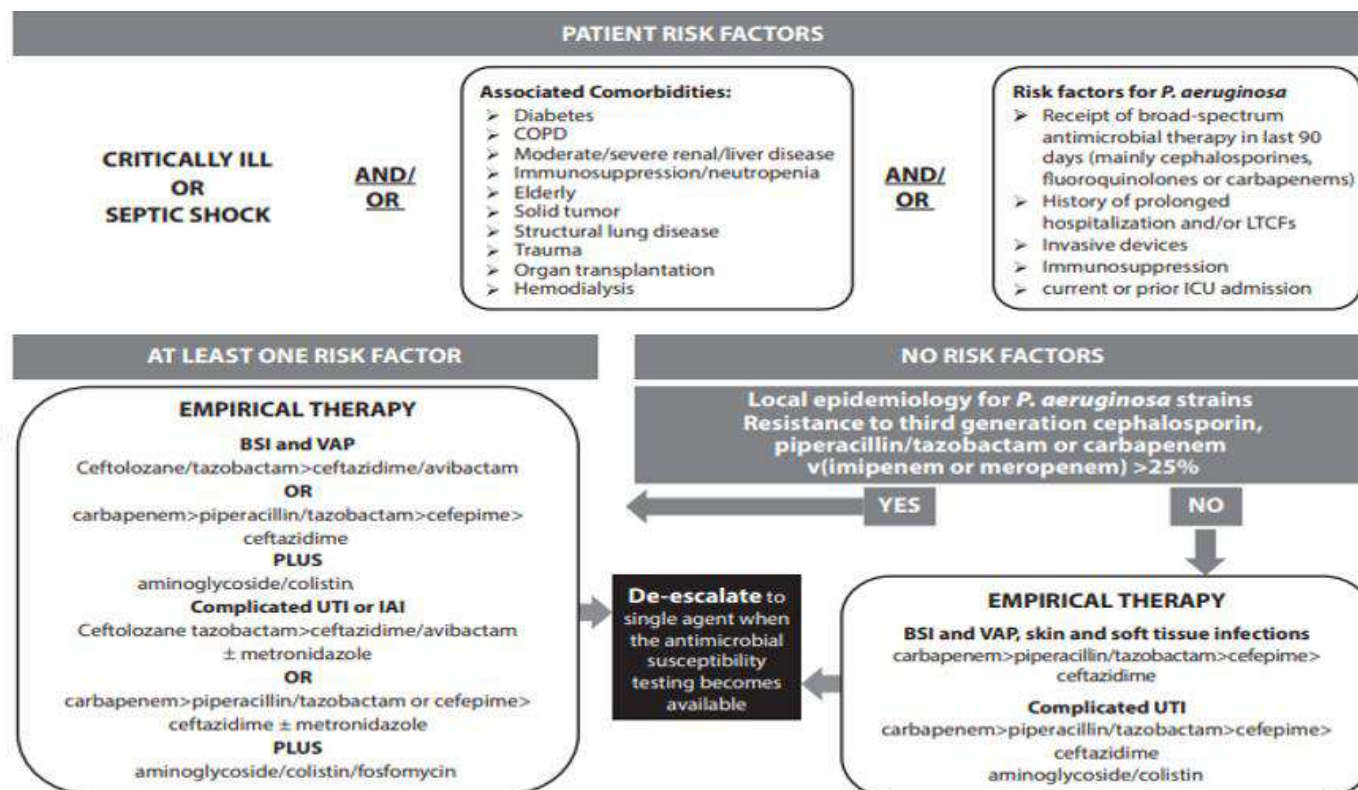 PATIENT RISK FACTORS
CRITICALLY ILL
OR
SEPTIC SHOCK
AND/
OR
Associated Comorbidities:
➤ Diabetes
➤ COPD
➤ Moderate/severe renal/liver disease
➤ Immunosuppression/neutropenia
➤ Elderly
➤ Solid tumor
➤ Structural lung disease
➤ Trauma
➤ Organ transplantation
➤ Hemodialysis
AND/
OR
Risk factors for P. aeruginosa
➤ Receipt of broad-spectrum
antimicrobial therapy in last 90
days (mainly cephalosporines,
fluoroquinolones or carbapenems)
➤ History of prolonged
hospitalization and/or LTCFs
➤ Invasive devices
➤ Immunosuppression
➤ current or prior ICU admission
AT LEAST ONE RISK FACTOR
EMPIRICAL THERAPY
BSI and VAP
Ceftolozane/tazobactam>ceftazidime/avibactam
OR
carbapenem>piperacillin/tazobactam>cefepime>
ceftazidime
PLUS
aminoglycoside/colistin
Complicated UTI or IAI
Ceftolozane tazobactam>ceftazidime/avibactam
± metronidazole
OR
carbapenem>piperacillin/tazobactam or cefepime>
ceftazidime ± metronidazole
PLUS
aminoglycoside/colistin/fosfomycin
De-escalate to
single agent when
the antimicrobial
susceptibility
testing becomes
available
NO RISK FACTORS
Local epidemiology for P. aeruginosa strains
Resistance to third generation cephalosporin,
piperacillin/tazobactam or carbapenem
v(imipenem or meropenem) >25%
YES
NO
EMPIRICAL THERAPY
BSI and VAP, skin and soft tissue infections
carbapenem>piperacillin/tazobactam>cefepime>
ceftazidime
Complicated UTI
carbapenem>piperacillin/tazobactam>cefepime>
ceftazidime
aminoglycoside/colistin